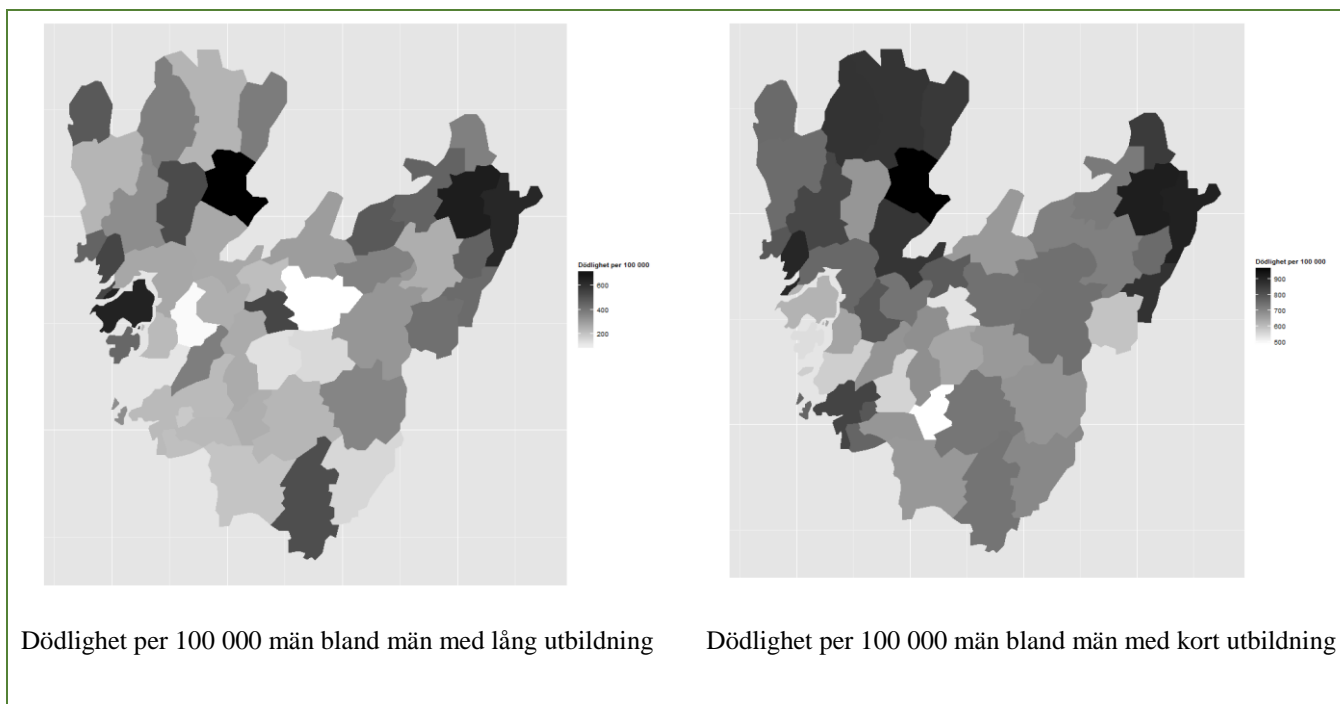 Dödlighet per 100 000
600
400
200
Dödlighet per 100 000
900
800
700
600
500
Dödlighet per 100 000 män bland män med lång utbildning
Dödlighet per 100 000 män bland män med kort utbildning